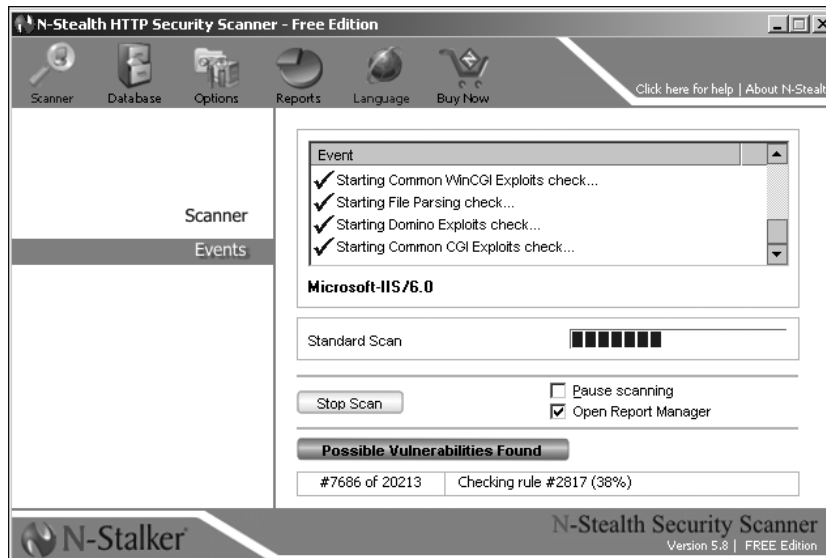 N-Stealth HTTP Security Scanner - Free Edition
Scanner Database Options Reports Language Buy Now
Click here for help | About N-Stealt
Event
Starting Common WinCGI Exploits check...
Starting File Parsing check...
Starting Domino Exploits check...
Starting Common CGI Exploits check...
Scanner
Events
Microsoft-IIS/6.0
Standard Scan
Stop Scan
Pause scanning
Open Report Manager
Possible Vulnerabilities Found
#7686 of 20213 Checking rule #2817 (38%)
N-Stalker
N-Stealth Security Scanner
Version 5.8 | FREE Edition